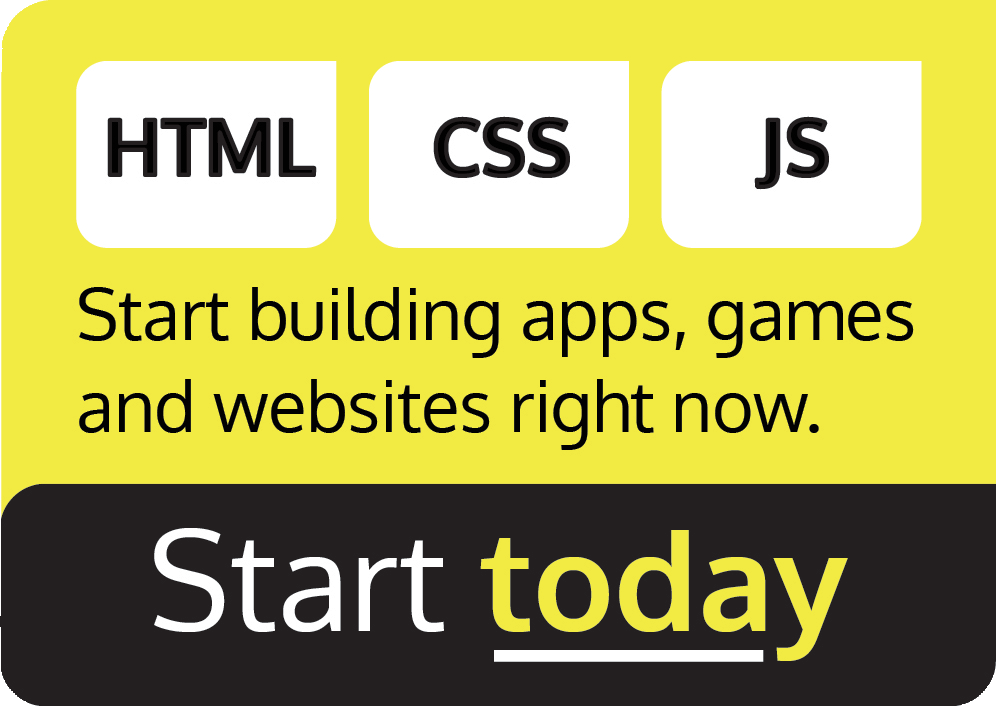 HTML CSS JS
Start building apps, games
and websites right now.
Start today